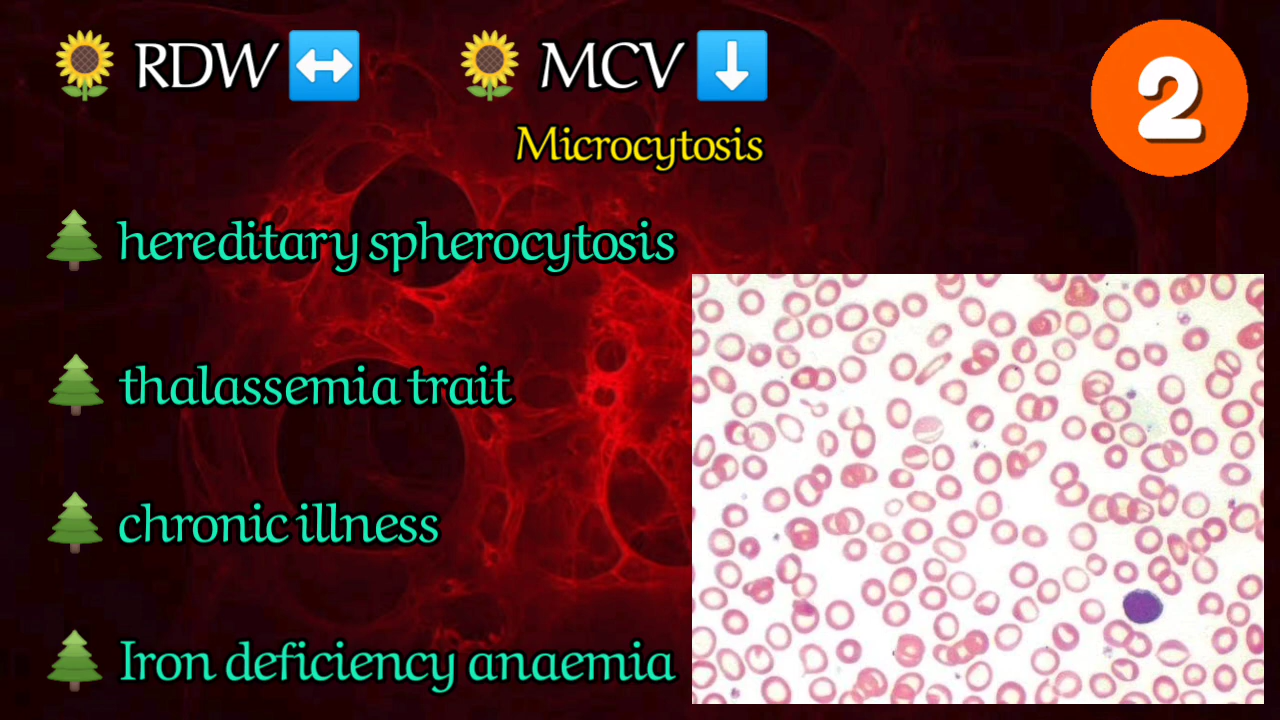 RDW ↔ MCV ⬇ 2
Microcytosis
hereditary spherocytosis
thalassemia trait
chronic illness
Iron deficiency anaemia